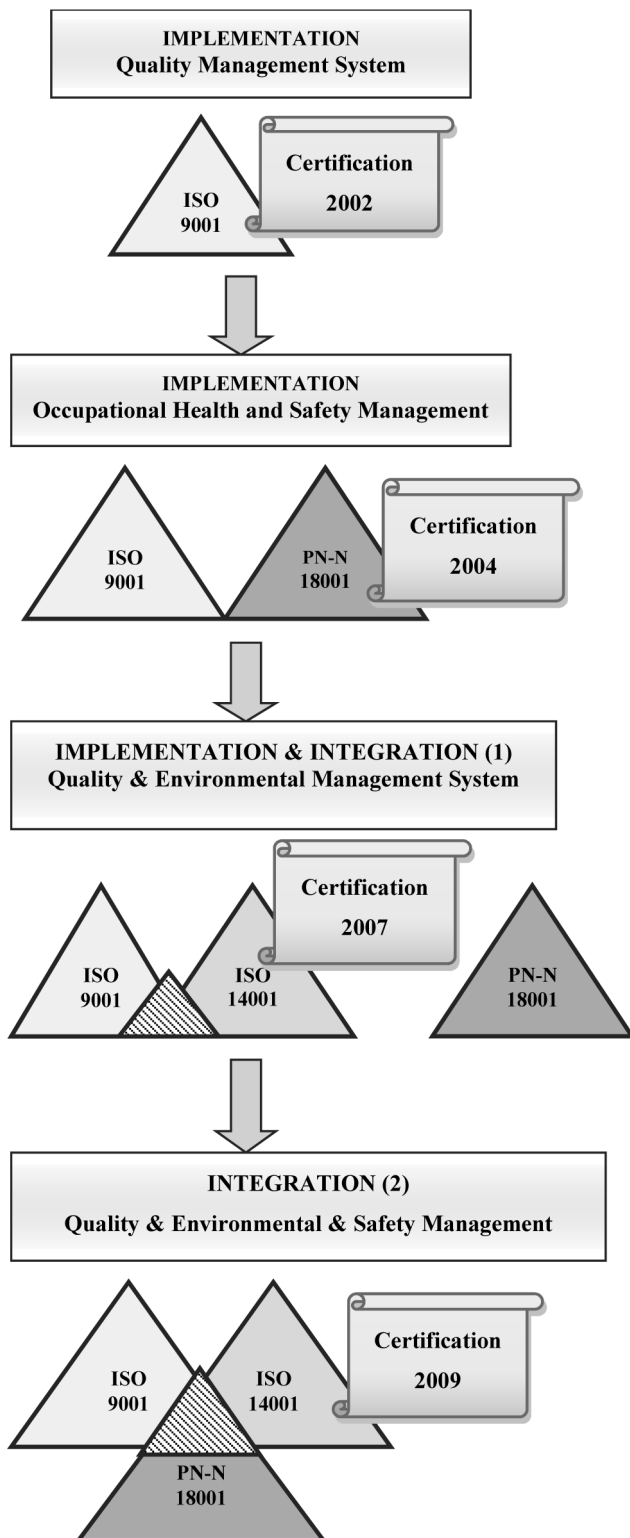 IMPLEMENTATION
Quality Management System
ISO
9001
Certification
2002
IMPLEMENTATION
Occupational Health and Safety Management
ISO
9001
PN-N
18001
Certification
2004
IMPLEMENTATION & INTEGRATION (1)
Quality & Environmental Management System
ISO
9001
ISO
14001
Certification
2007
PN-N
18001
INTEGRATION (2)
Quality & Environmental & Safety Management
ISO
9001
ISO
14001
Certification
2009
PN-N
18001